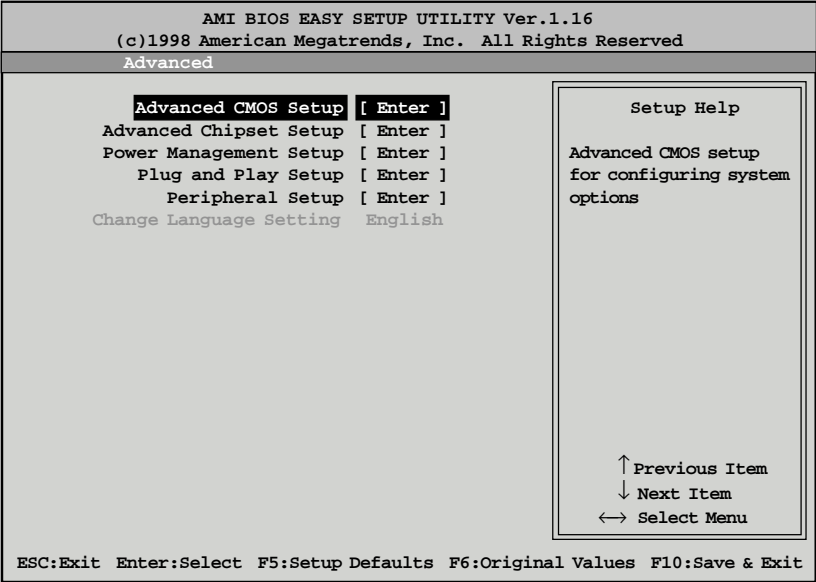 AMI BIOS EASY SETUP UTILITY Ver.1.16
(c)1998 American Megatrends, Inc. All Rights Reserved
Advanced
Advanced CMOS Setup [ Enter ]
Advanced Chipset Setup [ Enter ]
Power Management Setup [ Enter ]
Plug and Play Setup [ Enter ]
Peripheral Setup [ Enter ]
Change Language Setting English
Setup Help
Advanced CMOS setup
for configuring system
options
↑ Previous Item
↓ Next Item
←→ Select Menu
ESC:Exit Enter:Select F5:Setup Defaults F6:Original Values F10:Save & Exit